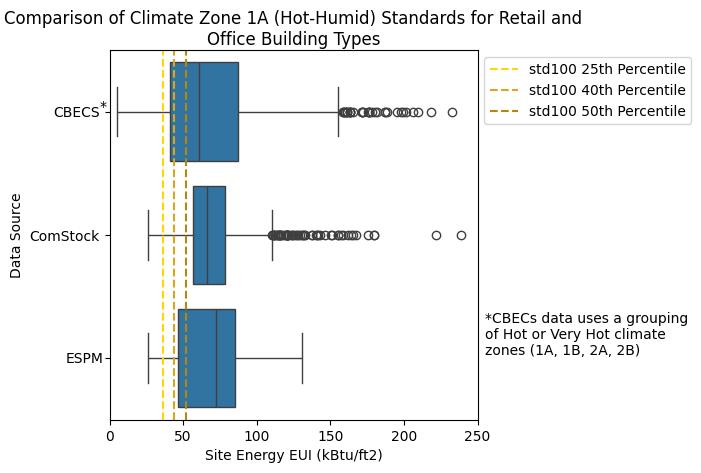 Comparison of Climate Zone 1A (Hot-Humid) Standards for Retail and
Office Building Types
std100 25th Percentile
std100 40th Percentile
std100 50th Percentile
CBECS*
ComStock
ESPM
Data Source
*CBECs data uses a grouping
of Hot or Very Hot climate
zones (1A, 1B, 2A, 2B)
0 50 100 150 200 250
Site Energy EUI (kBtu/ft2)